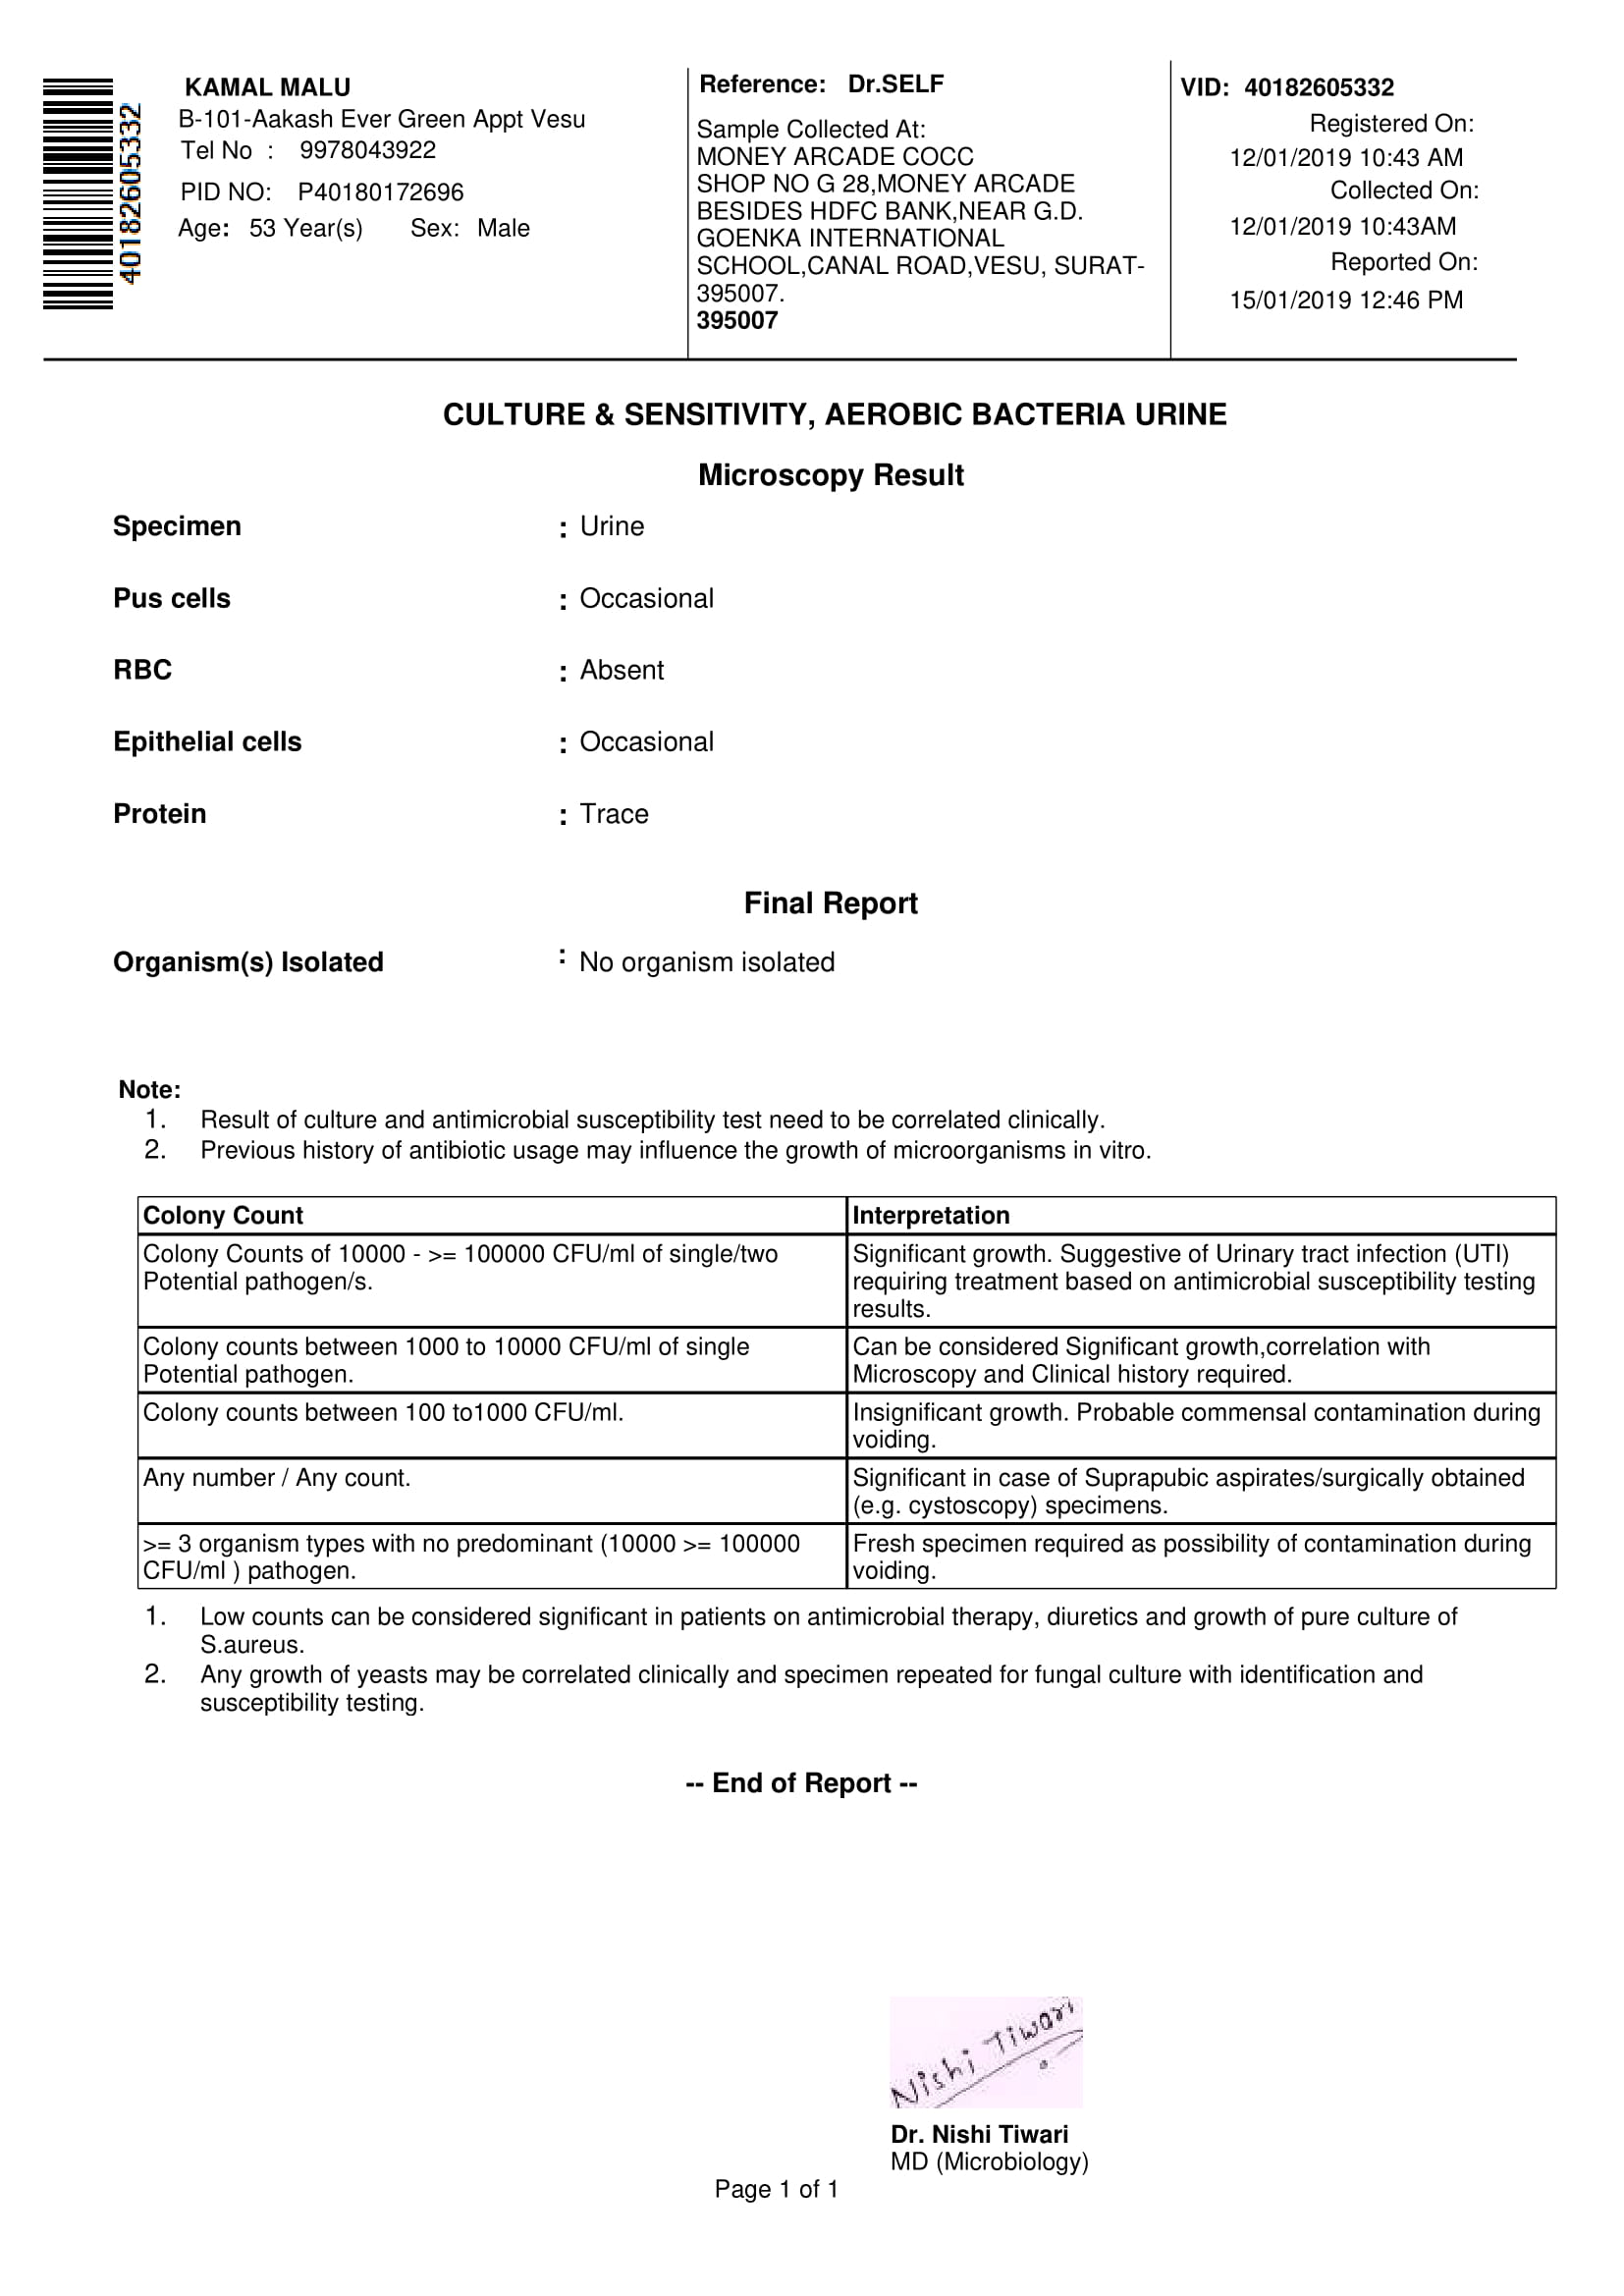 40182605332
KAMAL MALU
B-101-Aakash Ever Green Appt Vesu
Tel No : 9978043922
PID NO: P40180172696
Age: 53 Year(s) Sex: Male
Reference: Dr.SELF
Sample Collected At:
MONEY ARCADE COCC
SHOP NO G 28,MONEY ARCADE
BESIDES HDFC BANK,NEAR G.D.
GOENKA INTERNATIONAL
SCHOOL,CANAL ROAD,VESU, SURAT-
395007.
395007
VID: 40182605332
Registered On:
12/01/2019 10:43 AM
Collected On:
12/01/2019 10:43AM
Reported On:
15/01/2019 12:46 PM
CULTURE & SENSITIVITY, AEROBIC BACTERIA URINE
Microscopy Result
Specimen : Urine
Pus cells : Occasional
RBC : Absent
Epithelial cells : Occasional
Protein : Trace
Final Report
Organism(s) Isolated : No organism isolated
Note:
1. Result of culture and antimicrobial susceptibility test need to be correlated clinically.
2. Previous history of antibiotic usage may influence the growth of microorganisms in vitro.
Colony Count
Interpretation
Colony Counts of 10000 - >= 100000 CFU/ml of single/two
Potential pathogen/s.
Significant growth. Suggestive of Urinary tract infection (UTI)
requiring treatment based on antimicrobial susceptibility testing
results.
Colony counts between 1000 to 10000 CFU/ml of single
Potential pathogen.
Can be considered Significant growth,correlation with
Microscopy and Clinical history required.
Colony counts between 100 to1000 CFU/ml.
Insignificant growth. Probable commensal contamination during
voiding.
Any number / Any count.
Significant in case of Suprapubic aspirates/surgically obtained
(e.g. cystoscopy) specimens.
>= 3 organism types with no predominant (10000 >= 100000
CFU/ml ) pathogen.
Fresh specimen required as possibility of contamination during
voiding.
1. Low counts can be considered significant in patients on antimicrobial therapy, diuretics and growth of pure culture of
S.aureus.
2. Any growth of yeasts may be correlated clinically and specimen repeated for fungal culture with identification and
susceptibility testing.
-- End of Report --
Nishi Tiwari
Dr. Nishi Tiwari
MD (Microbiology)
Page 1 of 1